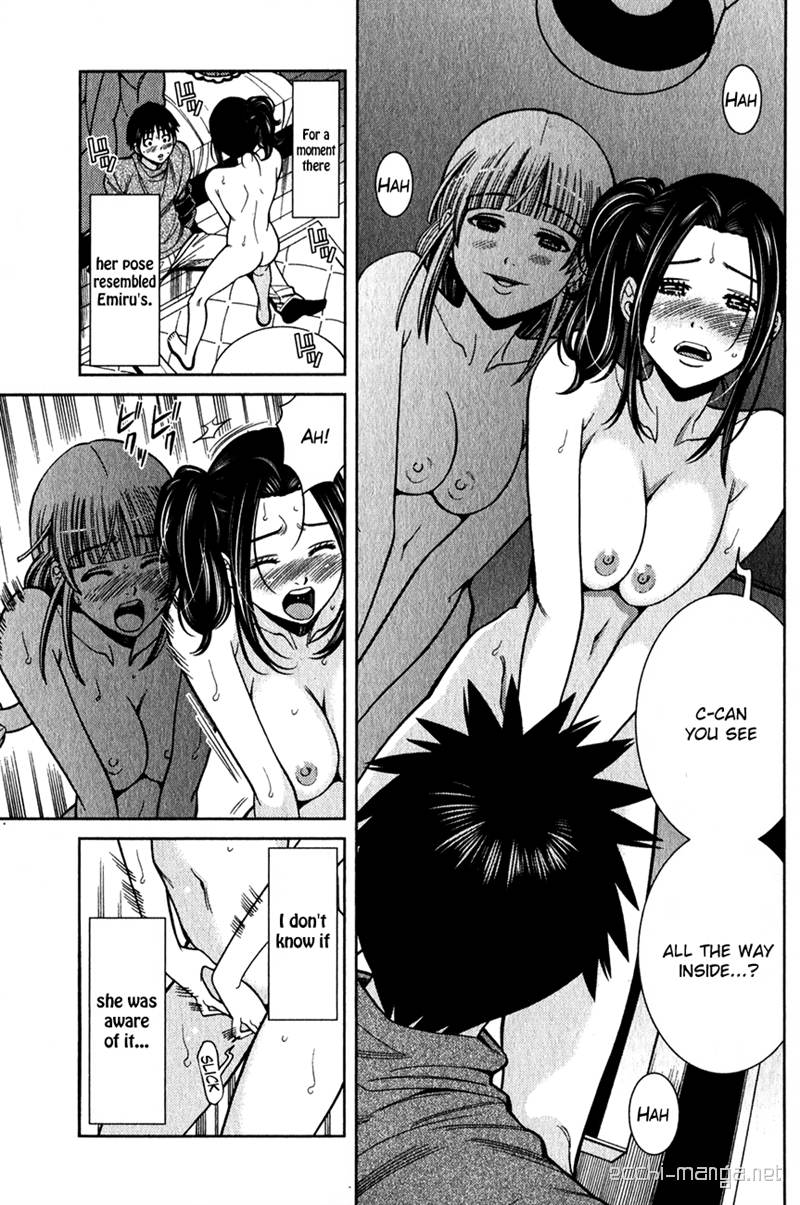 HAH
HAH
C-CAN
YOU SEE
ALL THE WAY
INSIDE...?
HAH
For a
moment
there
her pose
resembled
Emiru's.
AH!
I don't
know if
she was
aware
of it...
SLICK
ecchi-manga.net